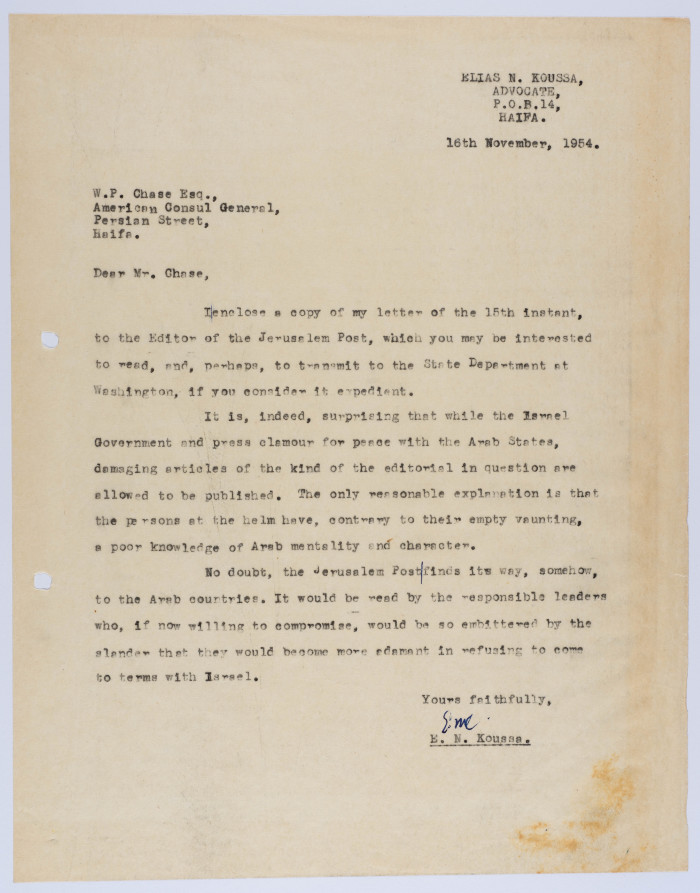 ELIAS N. KOUSSA,
ADVOCATE,
P.O.B.14,
HAIFA.
16th November, 1954.
W.P. Chase Esq.,
American Consul General,
Persian Street,
Haifa.
Dear Mr. Chase,
I enclose a copy of my letter of the 15th instant,
to the Editor of the Jerusalem Post, which you may be interested
to read, and, perhaps, to transmit to the State Department at
Washington, if you consider it expedient.
It is, indeed, surprising that while the Israel
Government and press clamour for peace with the Arab States,
damaging articles of the kind of the editorial in question are
allowed to be published. The only reasonable explanation is that
the persons at the helm have, contrary to their empty vaunting,
a poor knowledge of Arab mentality and character.
No doubt, the Jerusalem Post finds its way, somehow,
to the Arab countries. It would be read by the responsible leaders
who, if now willing to compromise, would be so embittered by the
slander that they would become more adamant in refusing to come
to terms with Israel.
Yours faithfully,
E. N. Koussa.